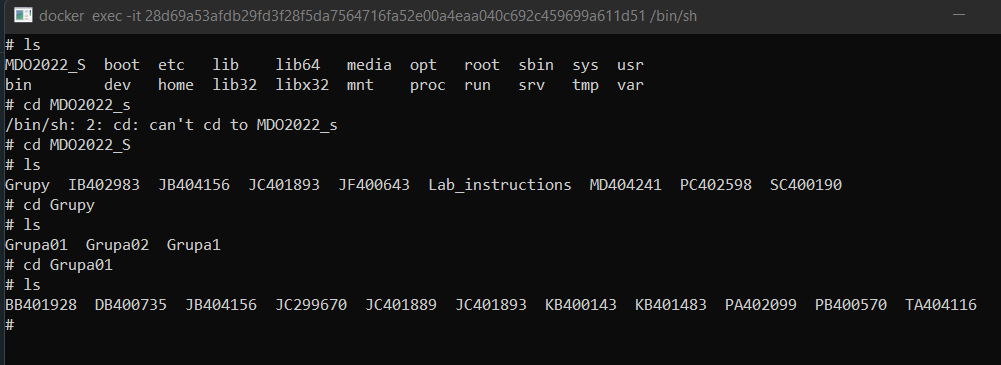 docker exec -it 28d69a53afdb29fd3f28f5da7564716fa52e00a4eaa040c692c459699a611d51 /bin/sh
# ls
MDO2022_S  boot  etc   lib    lib64   media  opt   root  sbin  sys  usr
bin        dev   home  lib32  libx32  mnt    proc  run   srv   tmp  var
# cd MDO2022_s
/bin/sh: 2: cd: can't cd to MDO2022_s
# cd MDO2022_S
# ls
Grupy  IB402983  JB404156  JC401893  JF400643  Lab_instructions  MD404241  PC402598  SC400190
# cd Grupy
# ls
Grupa01  Grupa02  Grupa1
# cd Grupa01
# ls
BB401928  DB400735  JB404156  JC299670  JC401889  JC401893  KB400143  KB401483  PA402099  PB400570  TA404116
#